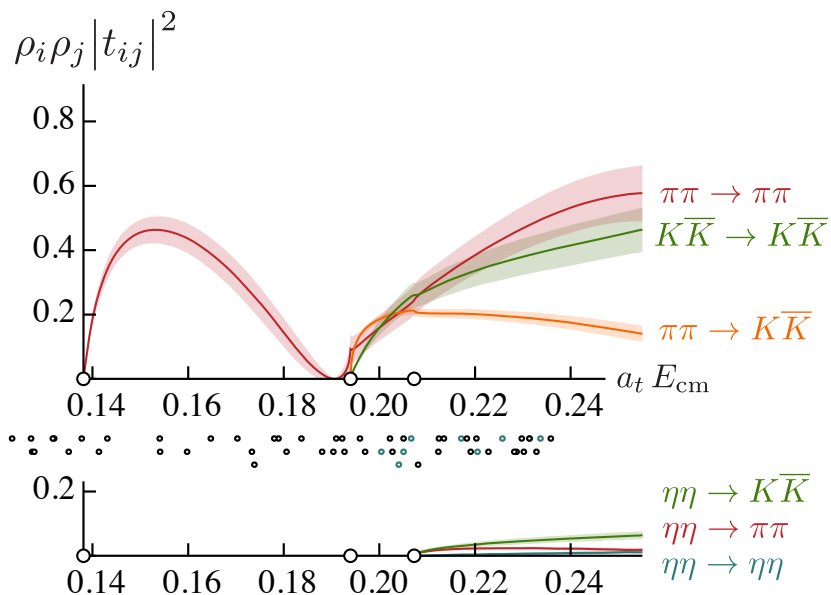 ρ_i ρ_j |t_ij|²
0.8
0.6
0.4
0.2
ππ → ππ
KK̅ → KK̅
ππ → KK̅
a_t E_cm
0.14 0.16 0.18 0.20 0.22 0.24
0.2
ηη → KK̅
ηη → ππ
ηη → ηη
0.14 0.16 0.18 0.20 0.22 0.24